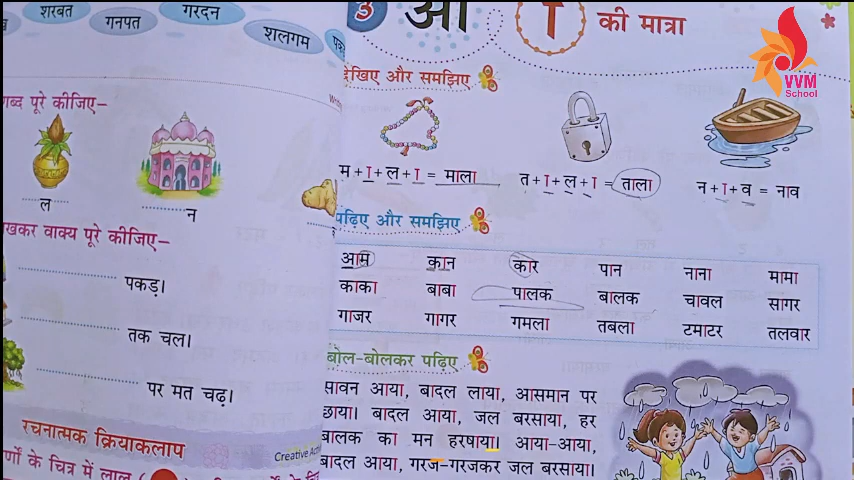 शरबत
गनपत
गरदन
शलगम
शब्द पूरे कीजिए–
ल
न
वाक्य पूरे कीजिए–
पकड़।
तक चल।
पर मत चढ़।
रचनात्मक क्रियाकलाप
Creative
के चित्र में लाल
3 आ ा की मात्रा
VVM
School
देखिए और समझिए
म + ा + ल + ा = माला
त + ा + ल + ा = ताला
न + ा + व = नाव
पढ़िए और समझिए
आम कान कार पान नाना मामा
काका बाबा पालक बालक चावल सागर
गाजर गागर गमला तबला टमाटर तलवार
बोल-बोलकर पढ़िए
सावन आया, बादल लाया, आसमान पर
छाया। बादल आया, जल बरसाया, हर
बालक का मन हरषाया। आया-आया,
बादल आया, गरज-गरजकर जल बरसाया।